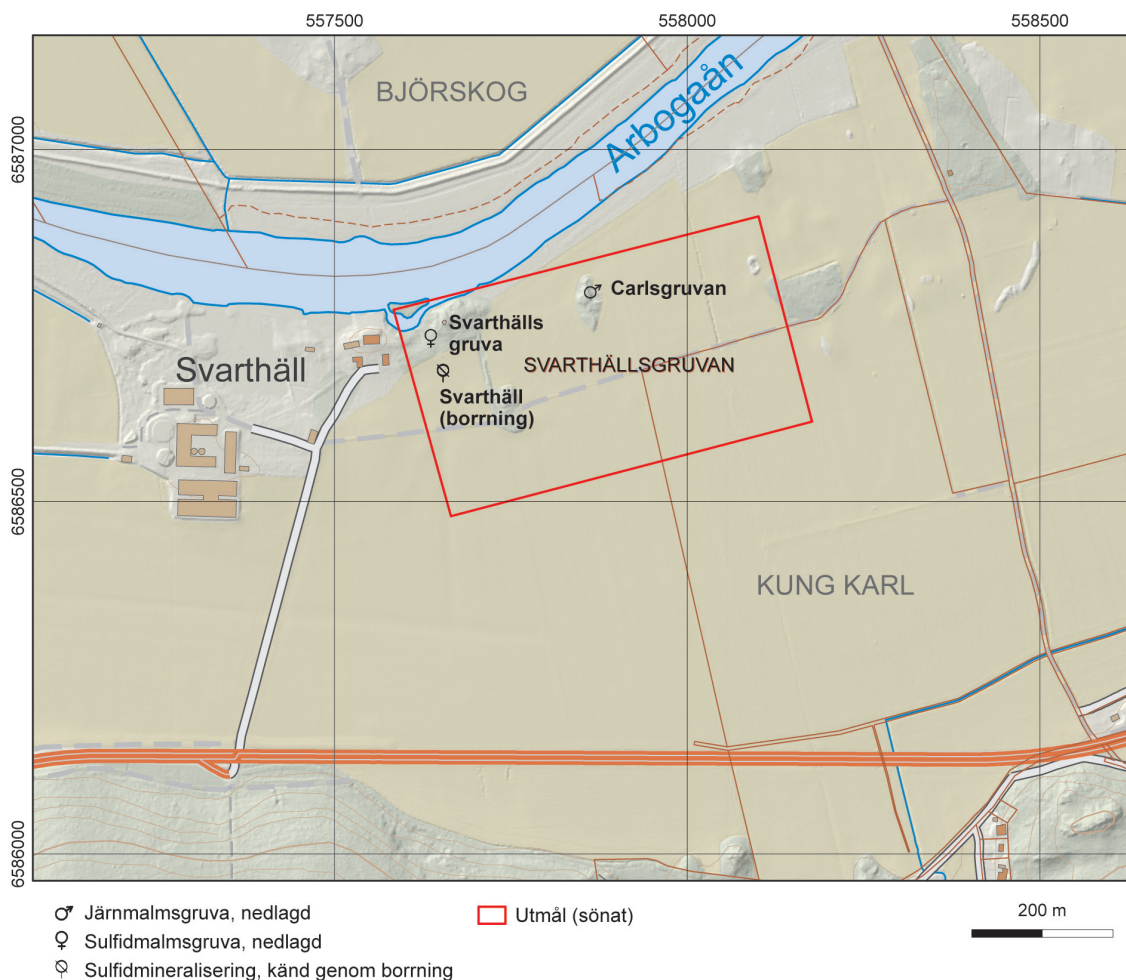 557500
558000
558500
BJÖRSKOG
Arbogaån
6587000
Carlsgruvan
Svarthälls
gruva
SVARTHÄLLSGRUVAN
Svarthäll
Svarthäll
(borrning)
6586500
KUNG KARL
6586000
Järnmalmsgruva, nedlagd
Utmål (sönat)
200 m
Sulfidmalmsgruva, nedlagd
Sulfidmineralisering, känd genom borrning